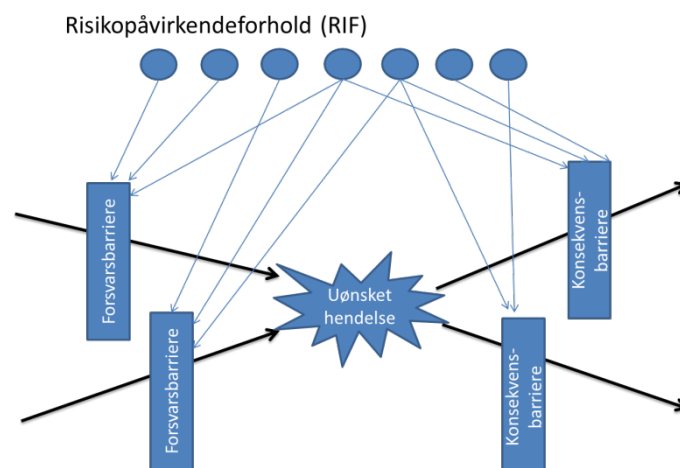 Risikopåvirkendeforhold (RIF)
Forsvarsbarriere
Forsvarsbarriere
Uønsket
hendelse
Konsekvens-
barriere
Konsekvens-
barriere